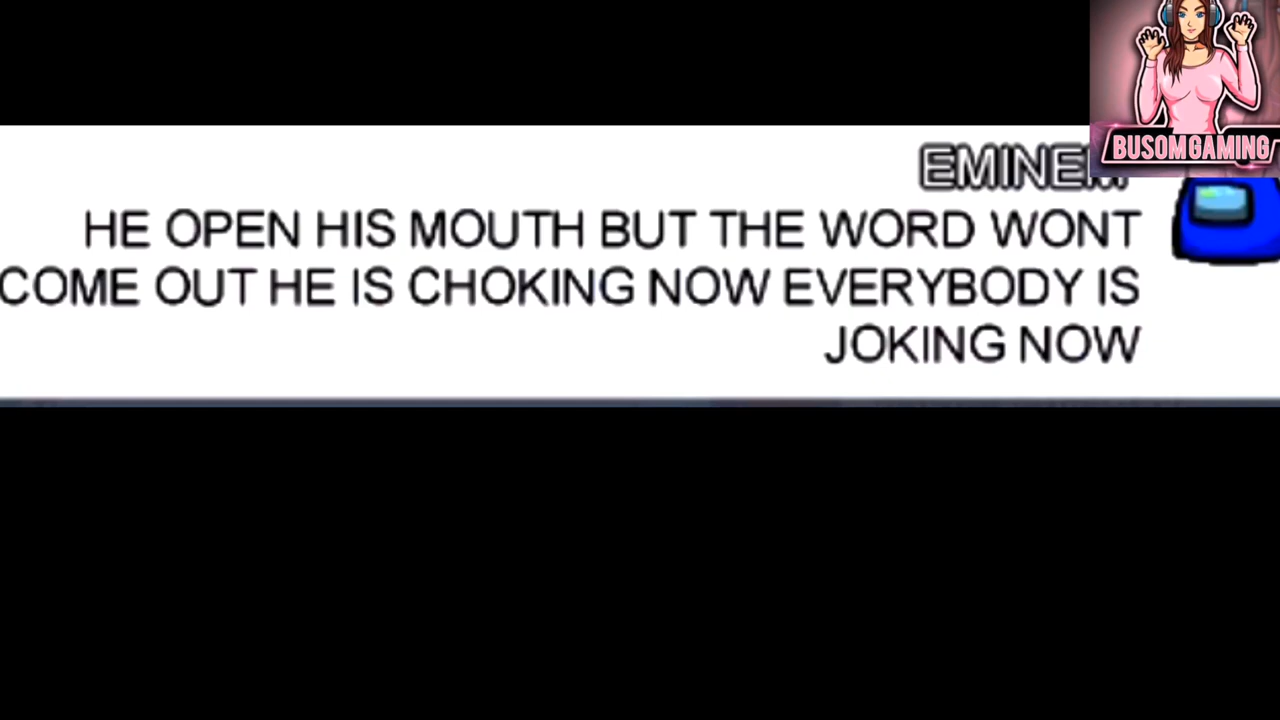 BUSOMGAMING
EMINEM
HE OPEN HIS MOUTH BUT THE WORD WONT
COME OUT HE IS CHOKING NOW EVERYBODY IS
JOKING NOW